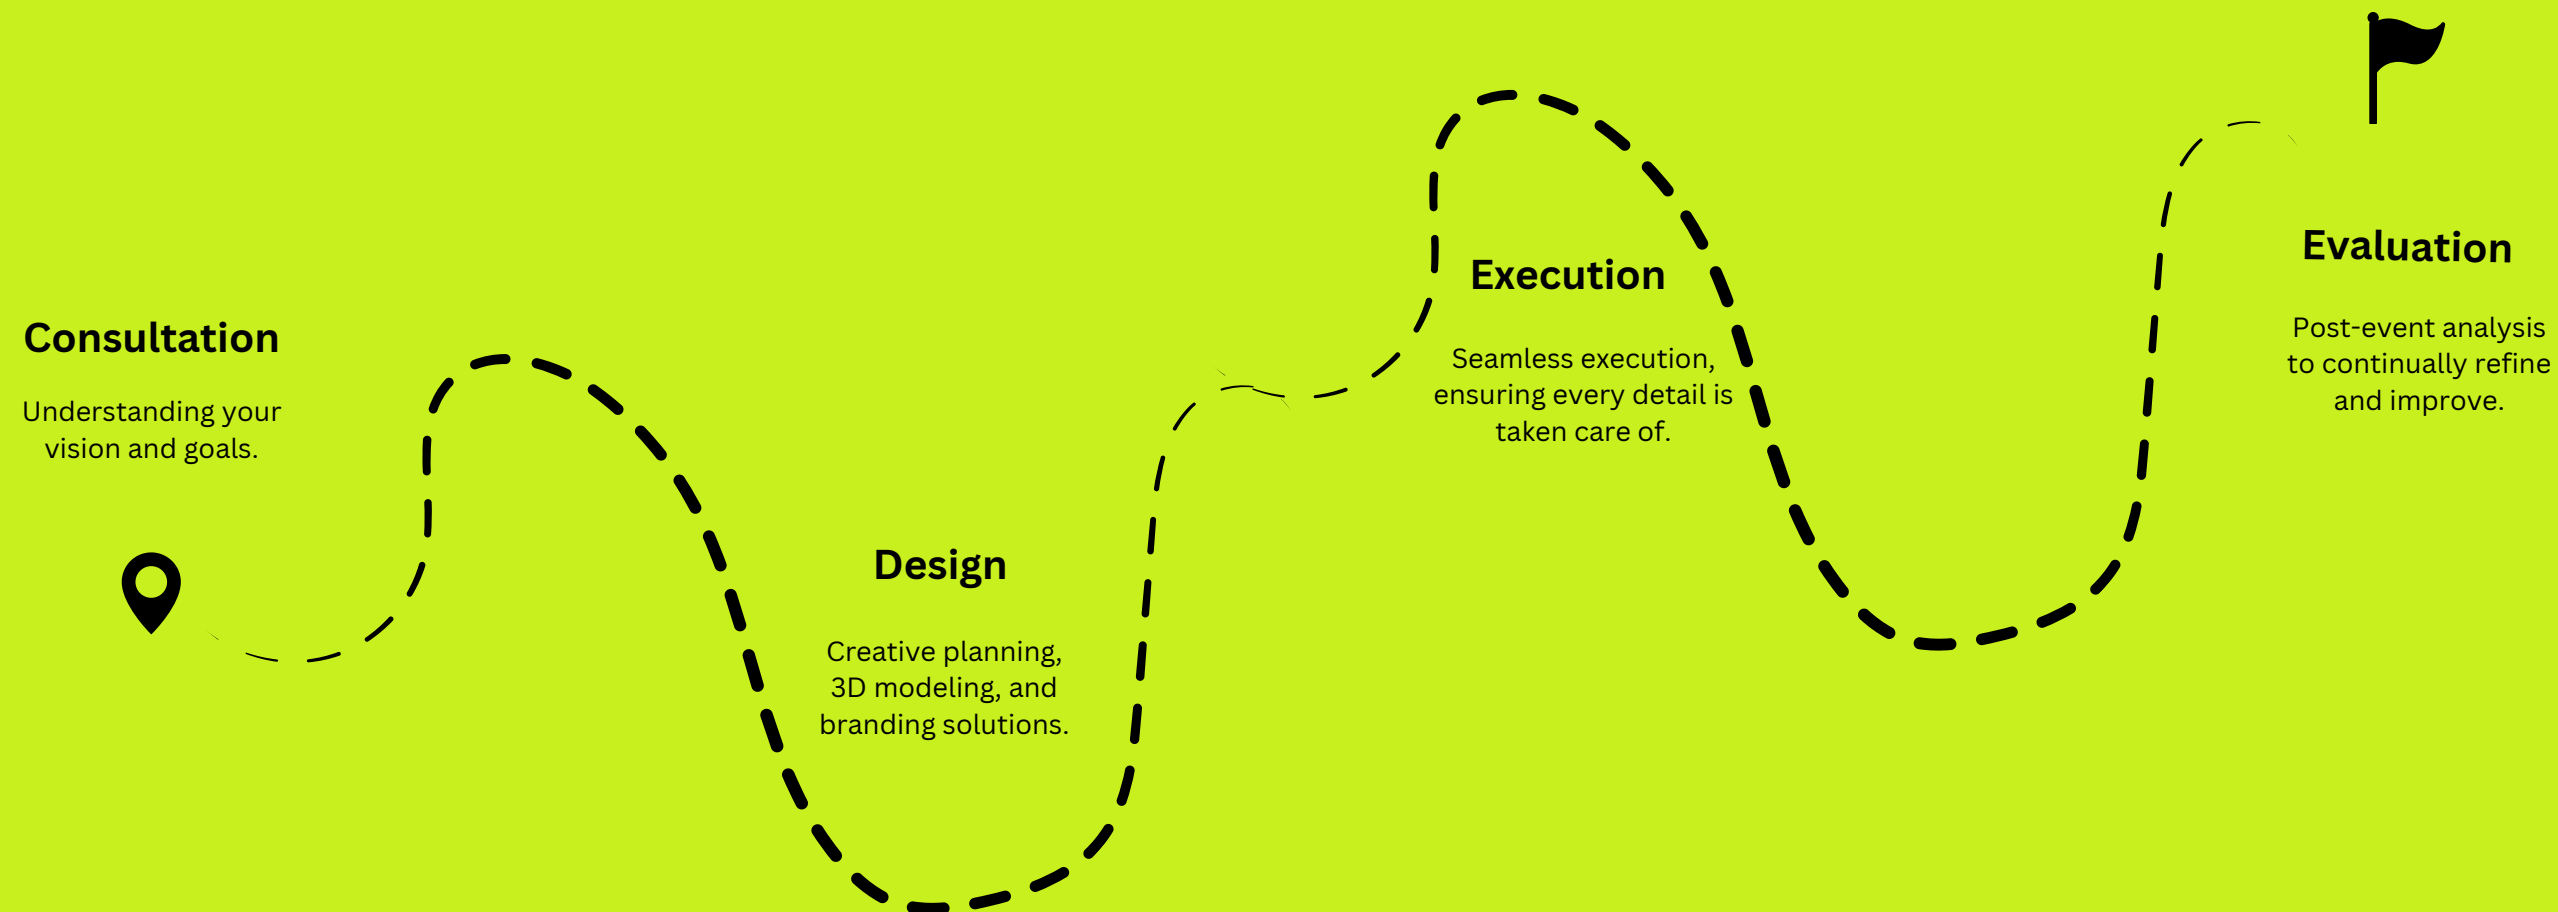 Consultation
Understanding your
vision and goals.
Design
Creative planning,
3D modeling, and
branding solutions.
Execution
Seamless execution,
ensuring every detail is
taken care of.
Evaluation
Post-event analysis
to continually refine
and improve.